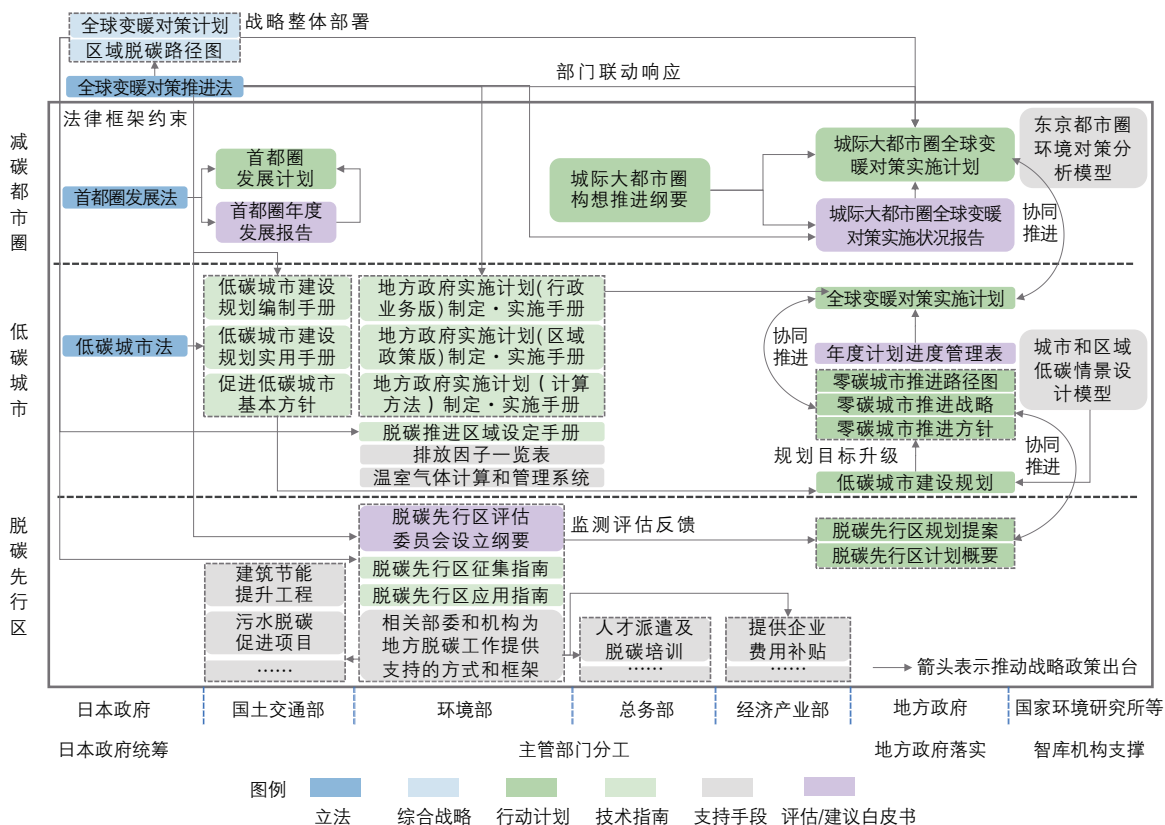 全球变暖对策计划
战略整体部署
区域脱碳路径图
部门联动响应
全球变暖对策推进法
法律框架约束
减碳都市圈
首都圈
发展计划
首都圈发展法
首都圈年度
发展报告
城际大都市圈
构想推进纲要
城际大都市圈全球变
暖对策实施计划
城际大都市圈全球变暖
对策实施状况报告
东京都市圈
环境对策分
析模型
协同
推进
低碳城市
低碳城市建设
规划编制手册
低碳城市法
低碳城市建设
规划实用手册
促进低碳城市
基本方针
地方政府实施计划(行政
业务版)制定·实施手册
地方政府实施计划(区域
政策版)制定·实施手册
地方政府实施计划(计算
方法)制定·实施手册
脱碳推进区域设定手册
排放因子一览表
温室气体计算和管理系统
全球变暖对策实施计划
协同
推进
年度计划进度管理表
零碳城市推进路径图
零碳城市推进战略
零碳城市推进方针
规划目标升级
低碳城市建设规划
城市和区域
低碳情景设
计模型
协同
推进
脱碳先行区
脱碳先行区评估
委员会设立纲要
监测评估反馈
脱碳先行区规划提案
脱碳先行区计划概要
脱碳先行区征集指南
脱碳先行区应用指南
建筑节能
提升工程
污水脱碳
促进项目
……
相关部委和机构为
地方脱碳工作提供
支持的方式和框架
人才派遣及
脱碳培训
……
提供企业
费用补贴
……
箭头表示推动战略政策出台
日本政府
国土交通部
环境部
总务部
经济产业部
地方政府
国家环境研究所等
日本政府统筹
主管部门分工
地方政府落实
智库机构支撑
图例
立法
综合战略
行动计划
技术指南
支持手段
评估/建议白皮书